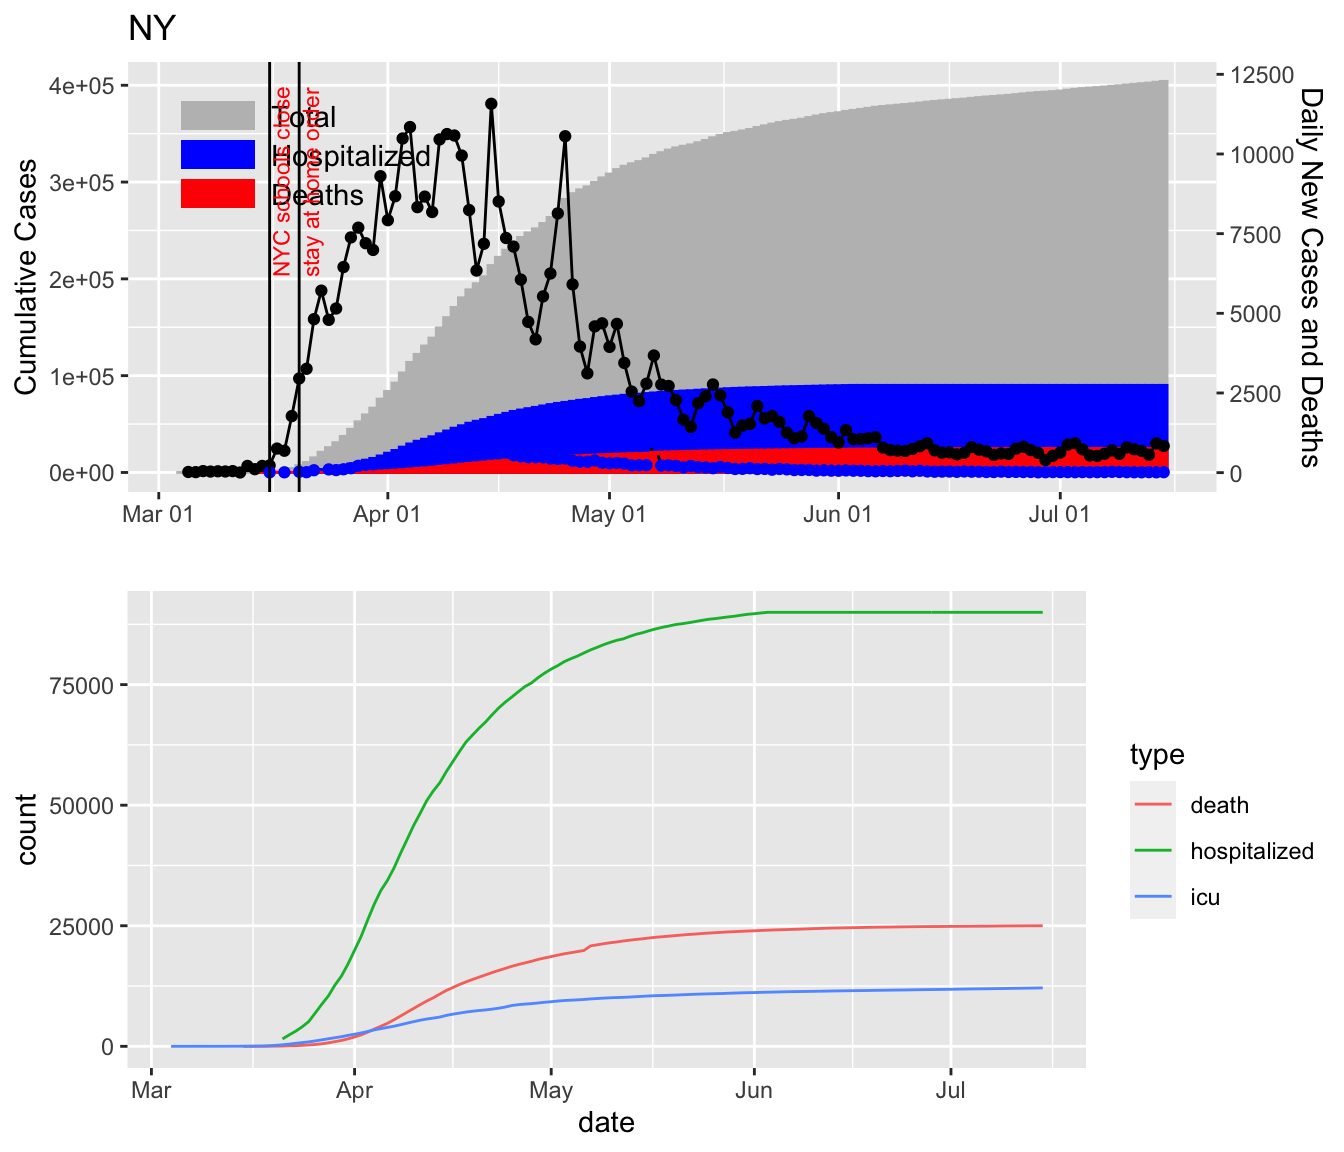 NY
Cumulative Cases
4e+05
3e+05
2e+05
1e+05
0e+00
Total
Hospitalized
Deaths
NYC schools close
stay at home order
12500
10000
7500
5000
2500
0
Daily New Cases and Deaths
Mar 01
Apr 01
May 01
Jun 01
Jul 01
count
75000
50000
25000
0
Mar
Apr
May
Jun
Jul
date
type
death
hospitalized
icu